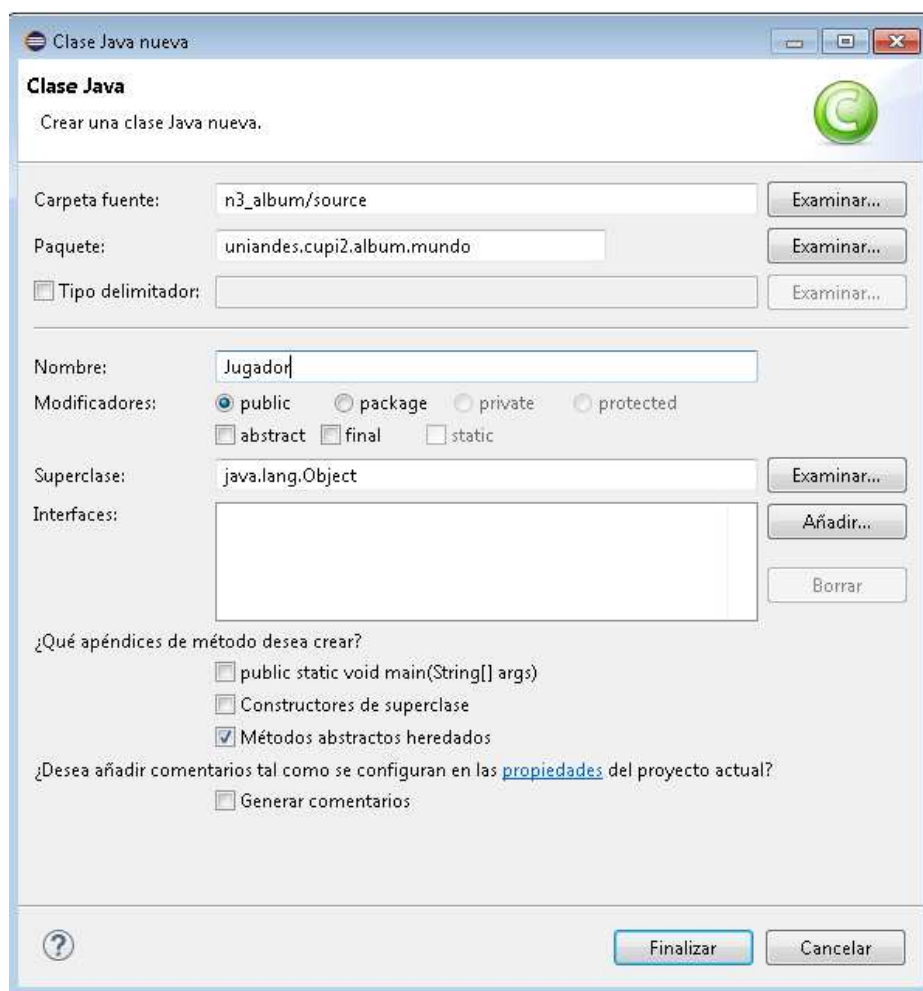 Clase Java nueva
Clase Java
Crear una clase Java nueva.
Carpeta fuente: n3_album/source Examinar...
Paquete: uniandes.cupi2.album.mundo Examinar...
Tipo delimitador: Examinar...
Nombre: Jugador
Modificadores: public package private protected
abstract final static
Superclase: java.lang.Object Examinar...
Interfaces: Añadir...
Borrar
¿Qué apéndices de método desea crear?
public static void main(String[] args)
Constructores de superclase
Métodos abstractos heredados
¿Desea añadir comentarios tal como se configuran en las propiedades del proyecto actual?
Generar comentarios
Finalizar Cancelar